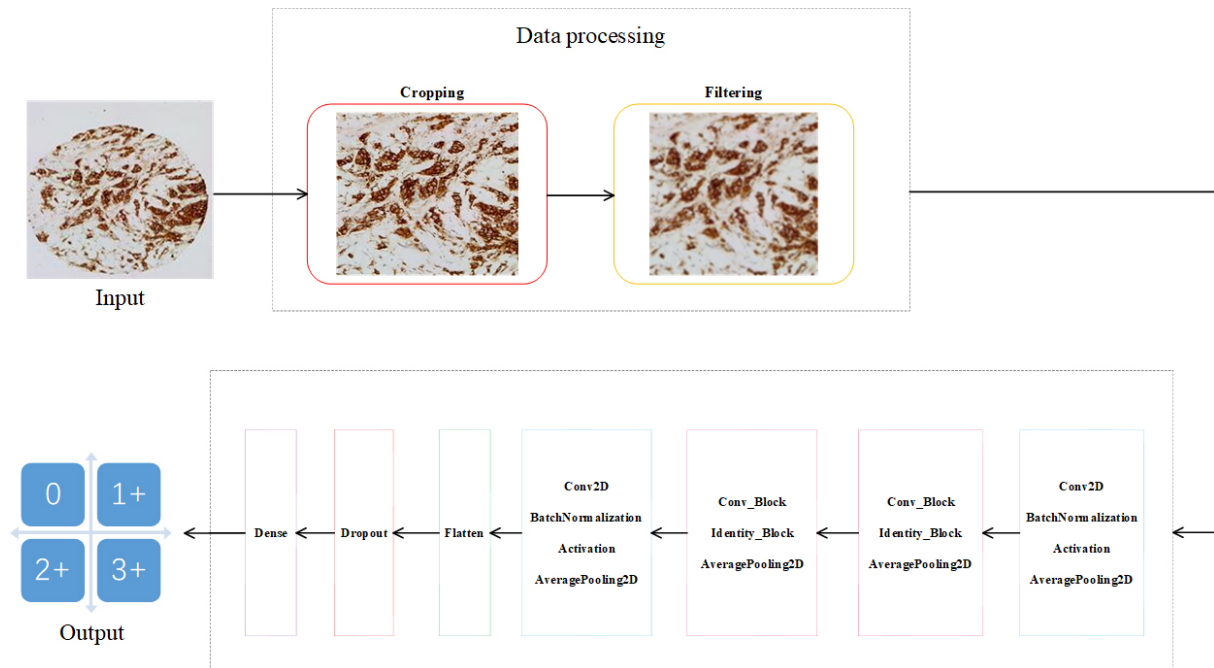 Data processing
Cropping
Filtering
Input
Conv2D
BatchNormalization
Activation
AveragePooling2D
Conv_Block
Identity_Block
AveragePooling2D
Conv_Block
Identity_Block
AveragePooling2D
Conv2D
BatchNormalization
Activation
AveragePooling2D
Flatten
Dropout
Dense
0
1+
2+
3+
Output